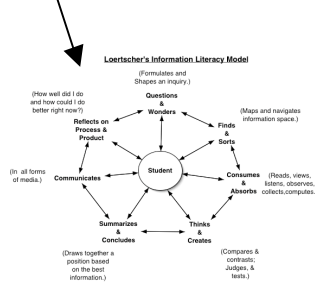 Loertscher's Information Literacy Model
(Formulates and
Shapes an inquiry.)
Questions
&
Wonders
(Maps and navigates
information space.)
Finds
&
Sorts
Consumes
&
Absorbs
(Reads, views,
listens, observes,
collects,computes.
Thinks
&
Creates
(Compares &
contrasts;
Judges, &
tests.)
Summarizes
&
Concludes
(Draws together a
position based
on the best
information.)
Communicates
(In all forms
of media.)
Reflects on
Process &
Product
(How well did I do
and how could I do
better right now?)
Student